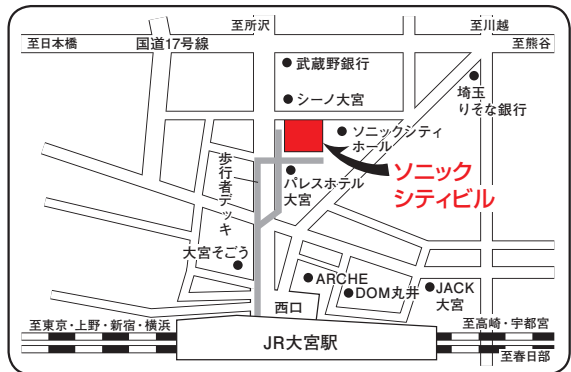 至所沢
至川越
至日本橋
国道17号線
至熊谷
武蔵野銀行
埼玉
りそな銀行
シーノ大宮
ソニックシティ
ホール
ソニック
シティビル
歩行者デッキ
パレスホテル
大宮
大宮そごう
ARCHE
DOM丸井
JACK
大宮
西口
至東京・上野・新宿・横浜
至高崎・宇都宮
JR大宮駅
至春日部